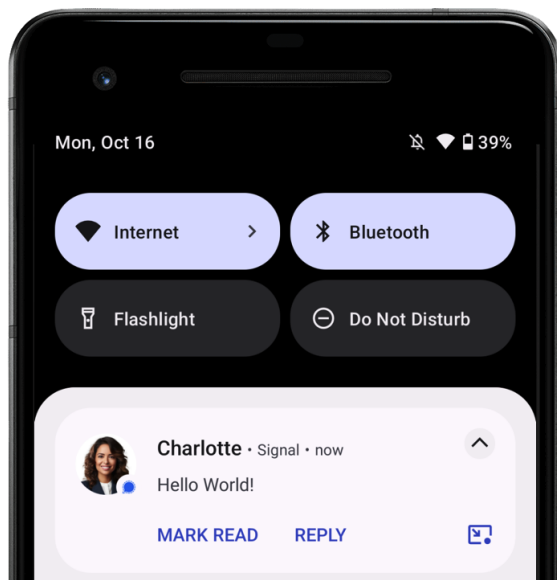 Mon, Oct 16 39%
Internet Bluetooth
Flashlight Do Not Disturb
Charlotte • Signal • now
Hello World!
MARK READ REPLY